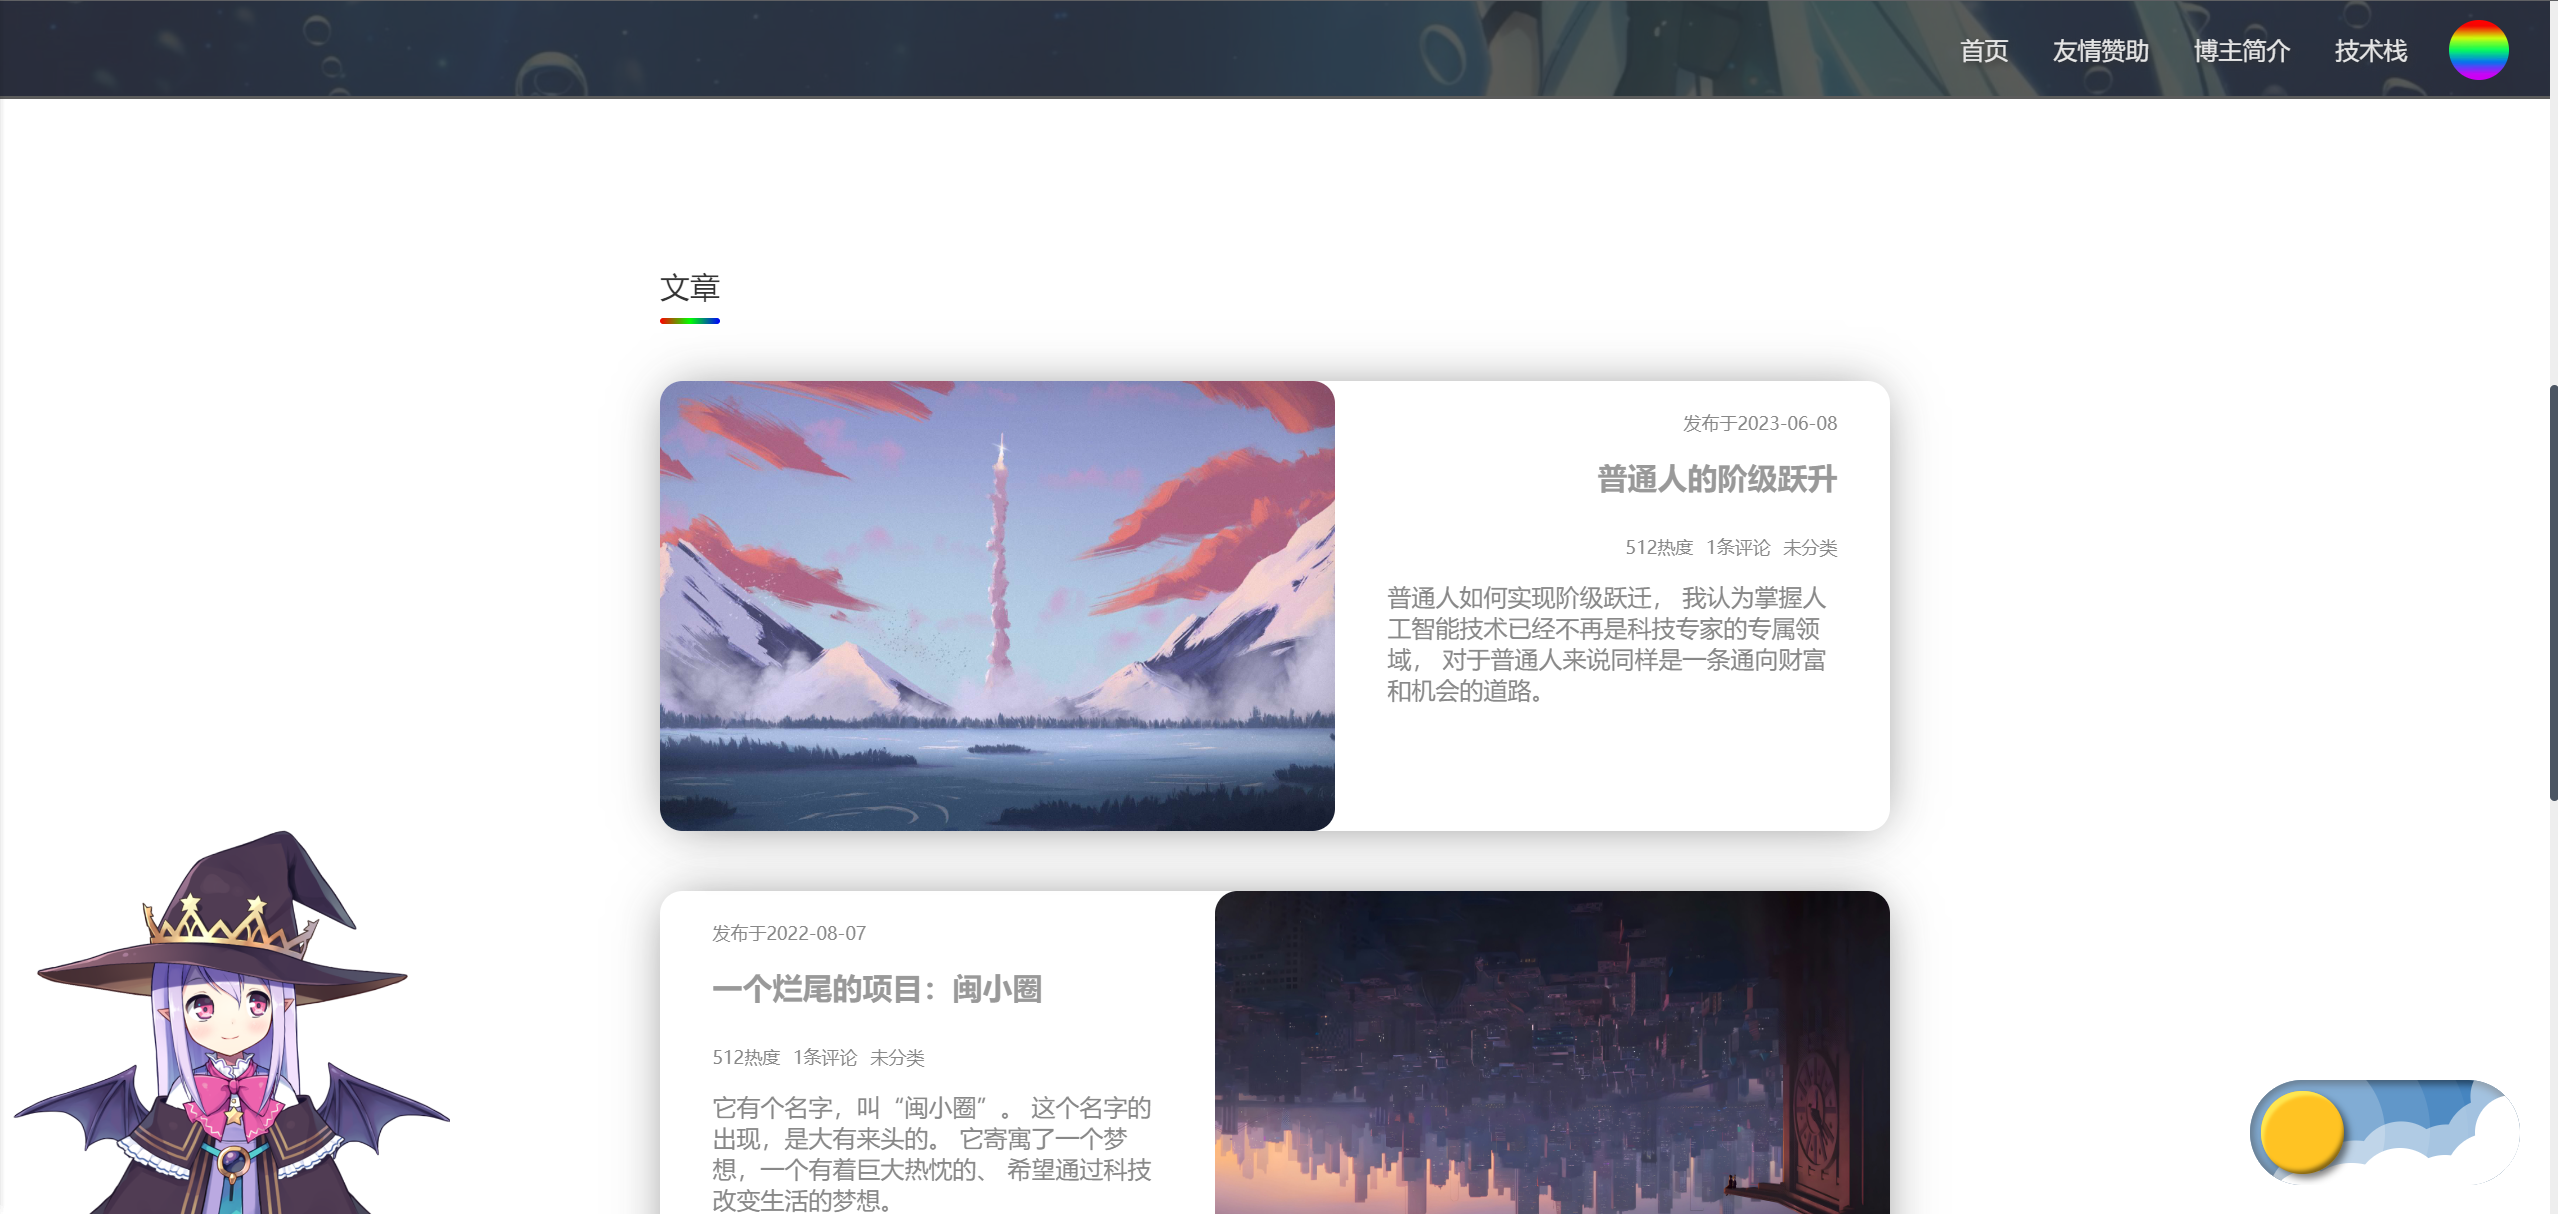 首页 友情赞助 博主简介 技术栈
文章
发布于2023-06-08
普通人的阶级跃升
512热度 1条评论 未分类
普通人如何实现阶级跃迁， 我认为掌握人
工智能技术已经不再是科技专家的专属领
域， 对于普通人来说同样是一条通向财富
和机会的道路。
发布于2022-08-07
一个烂尾的项目：闽小圈
512热度 1条评论 未分类
它有个名字，叫“闽小圈”。 这个名字的
出现，是大有来头的。 它寄寓了一个梦
想，一个有着巨大热忱的、 希望通过科技
改变生活的梦想。